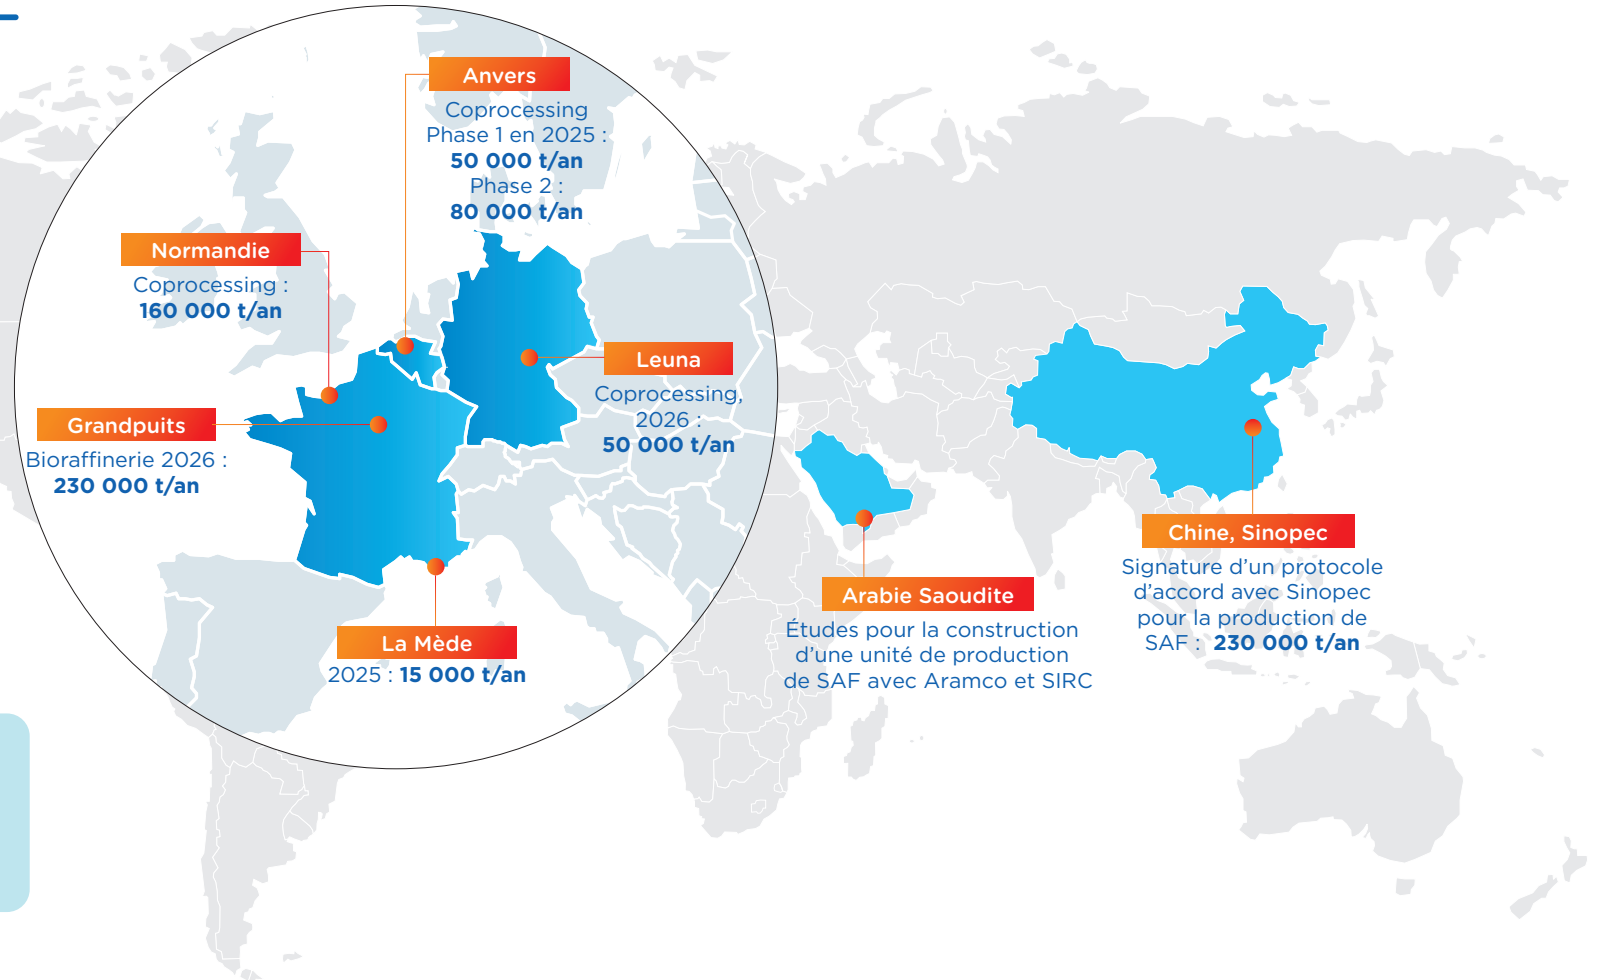 Anvers
Coprocessing
Phase 1 en 2025 :
50 000 t/an
Phase 2 :
80 000 t/an
Normandie
Coprocessing :
160 000 t/an
Leuna
Coprocessing,
2026 :
50 000 t/an
Grandpuits
Bioraffinerie 2026 :
230 000 t/an
La Mède
2025 : 15 000 t/an
Arabie Saoudite
Études pour la construction
d’une unité de production
de SAF avec Aramco et SIRC
Chine, Sinopec
Signature d’un protocole
d’accord avec Sinopec
pour la production de
SAF : 230 000 t/an